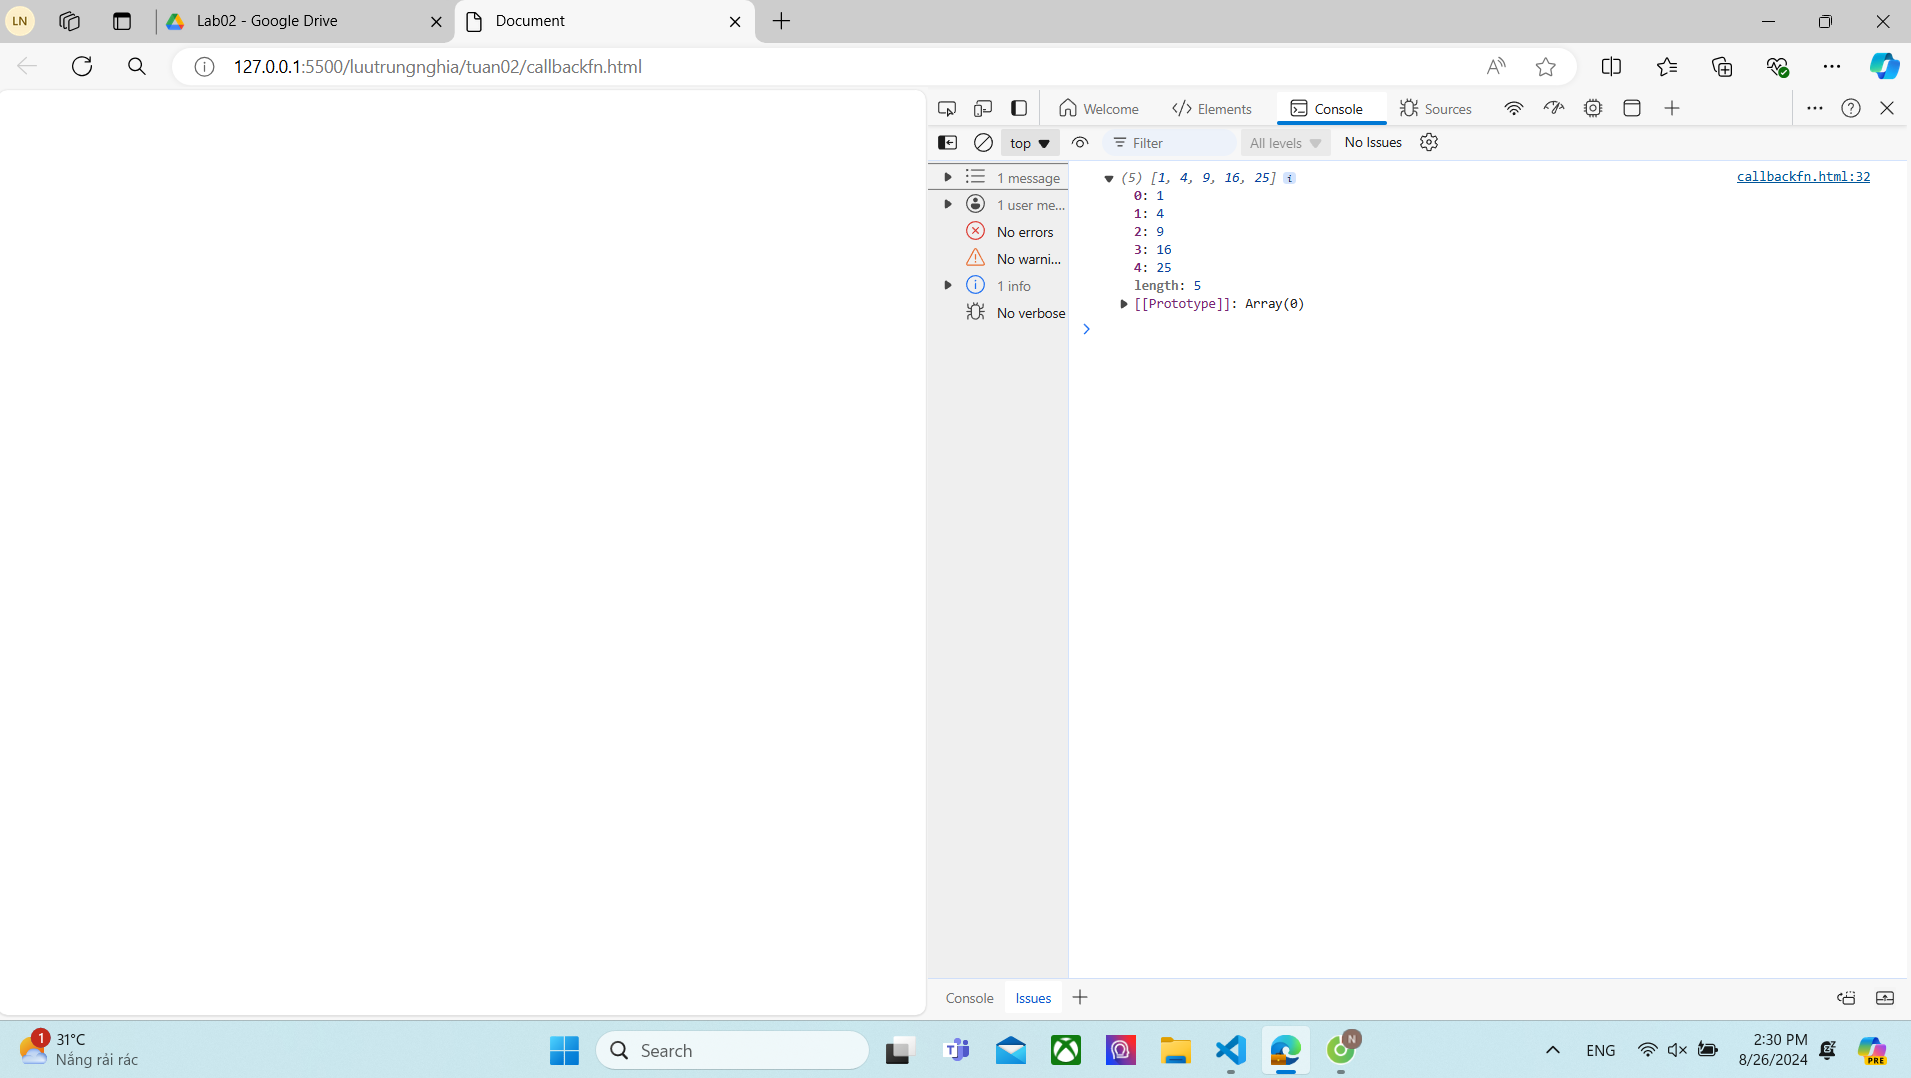 LN
Lab02 - Google Drive
Document
127.0.0.1:5500/luutrungnghia/tuan02/callbackfn.html
Welcome
Elements
Console
Sources
top
Filter
All levels
No Issues
1 message
1 user me...
No errors
No warni...
1 info
No verbose
(5) [1, 4, 9, 16, 25]
callbackfn.html:32
0: 1
1: 4
2: 9
3: 16
4: 25
length: 5
[[Prototype]]: Array(0)
Console
Issues
1
31°C
Nắng rải rác
Search
N
ENG
2:30 PM
8/26/2024
PRE